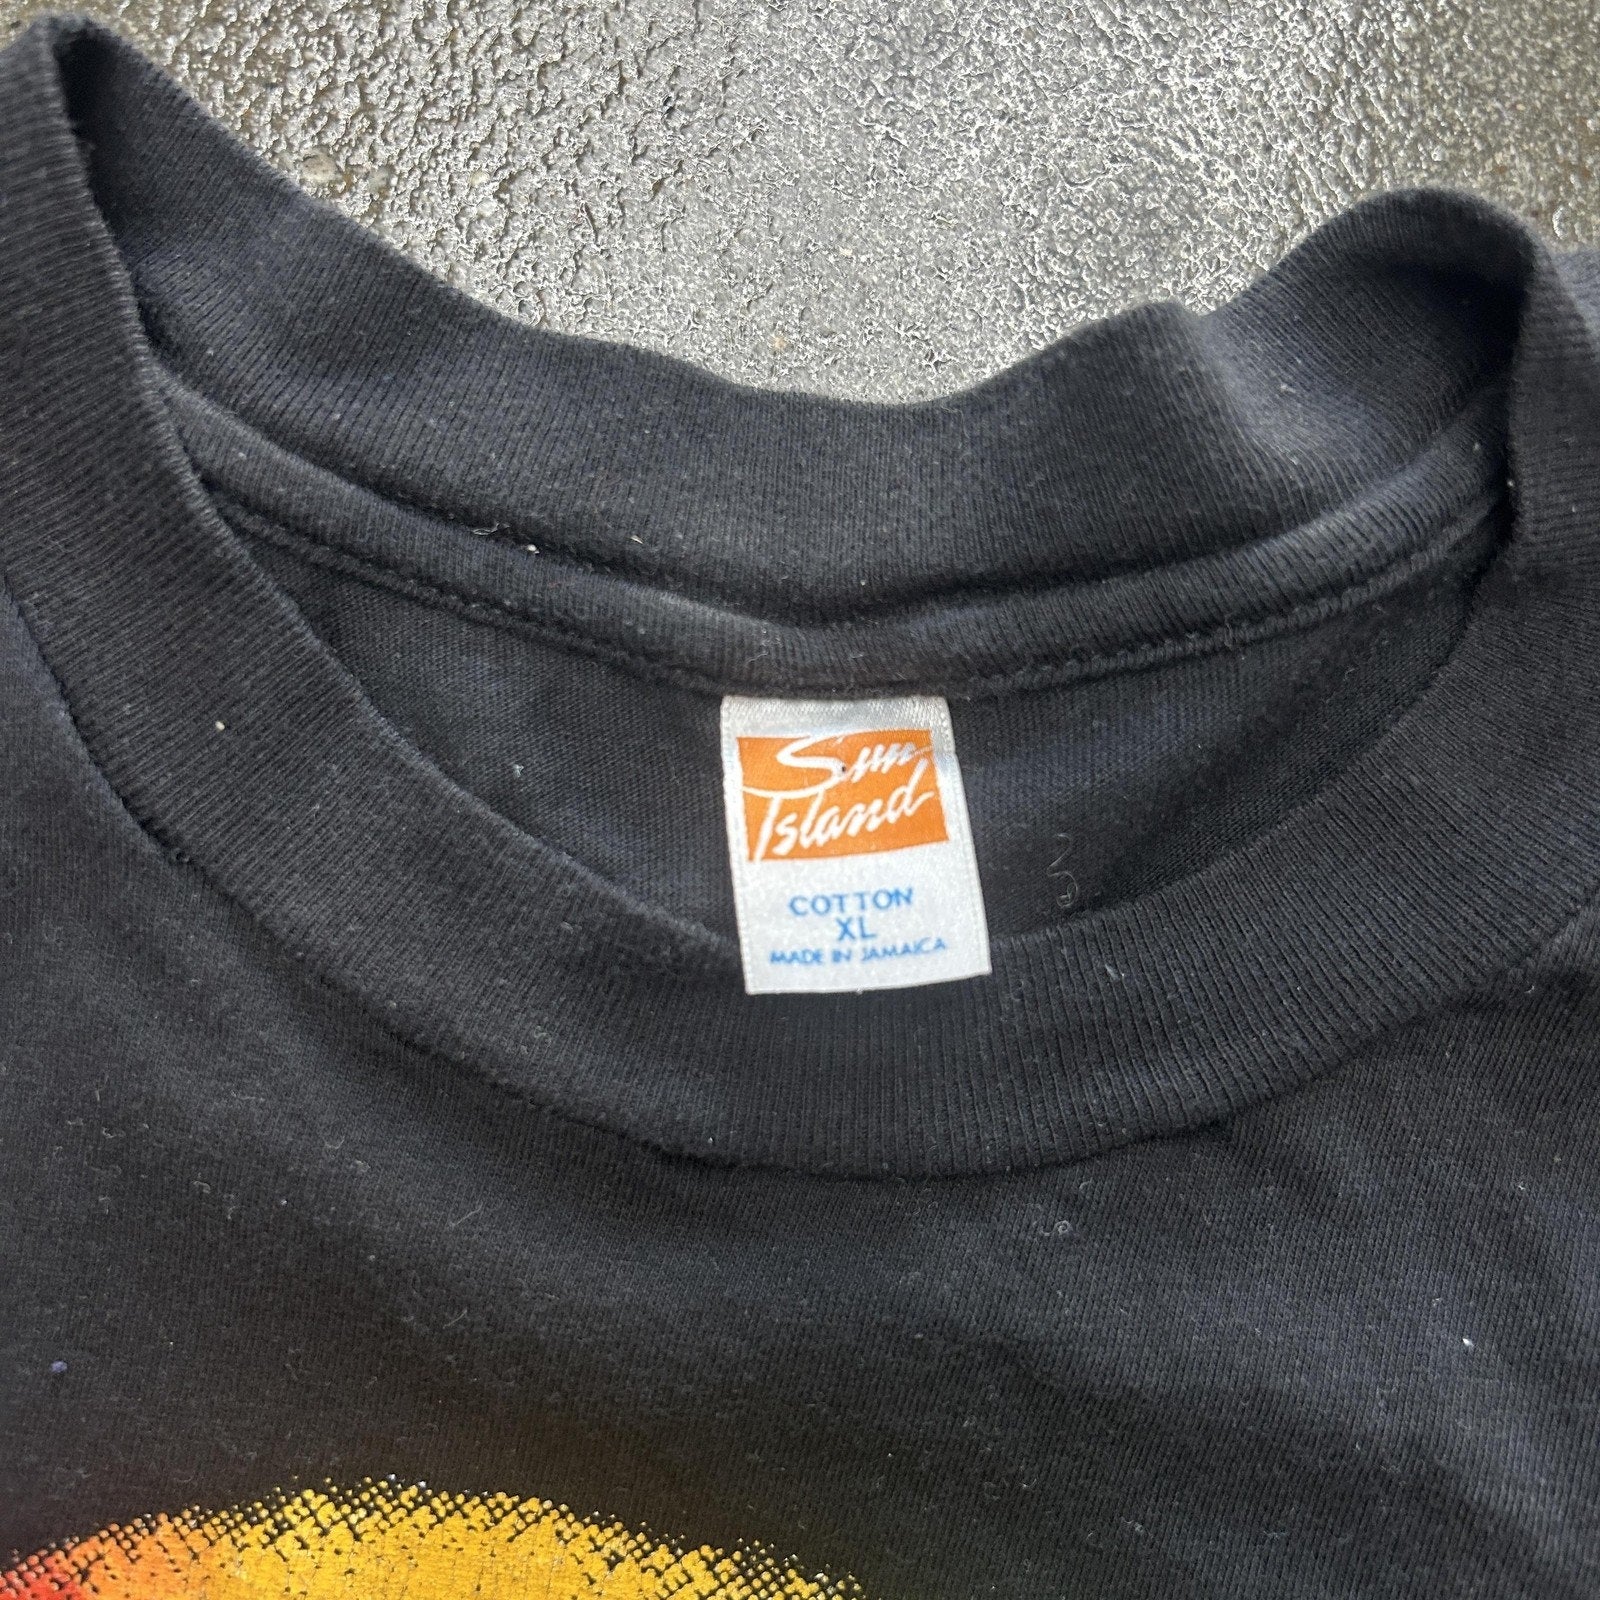 Sun
Island
COTTON
XL
MADE IN JAMAICA